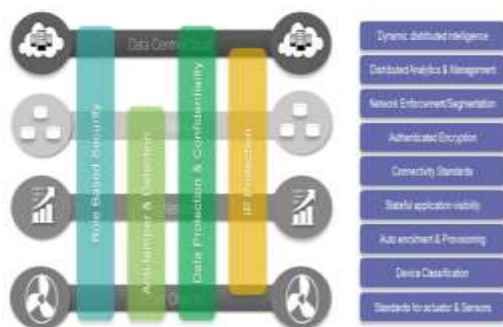 Data Centre
Role Based Security
Anti-tamper & Detection
Data Protection & Confidentiality
IP Protection
Dynamic distributed intelligence
Distributed Analytics & Management
Network Enforcement/Segmentation
Authenticated Encryption
Connectivity Standards
Stateful application visibility
Auto enrolment & Provisioning
Device Classification
Standards for actuator & Sensors